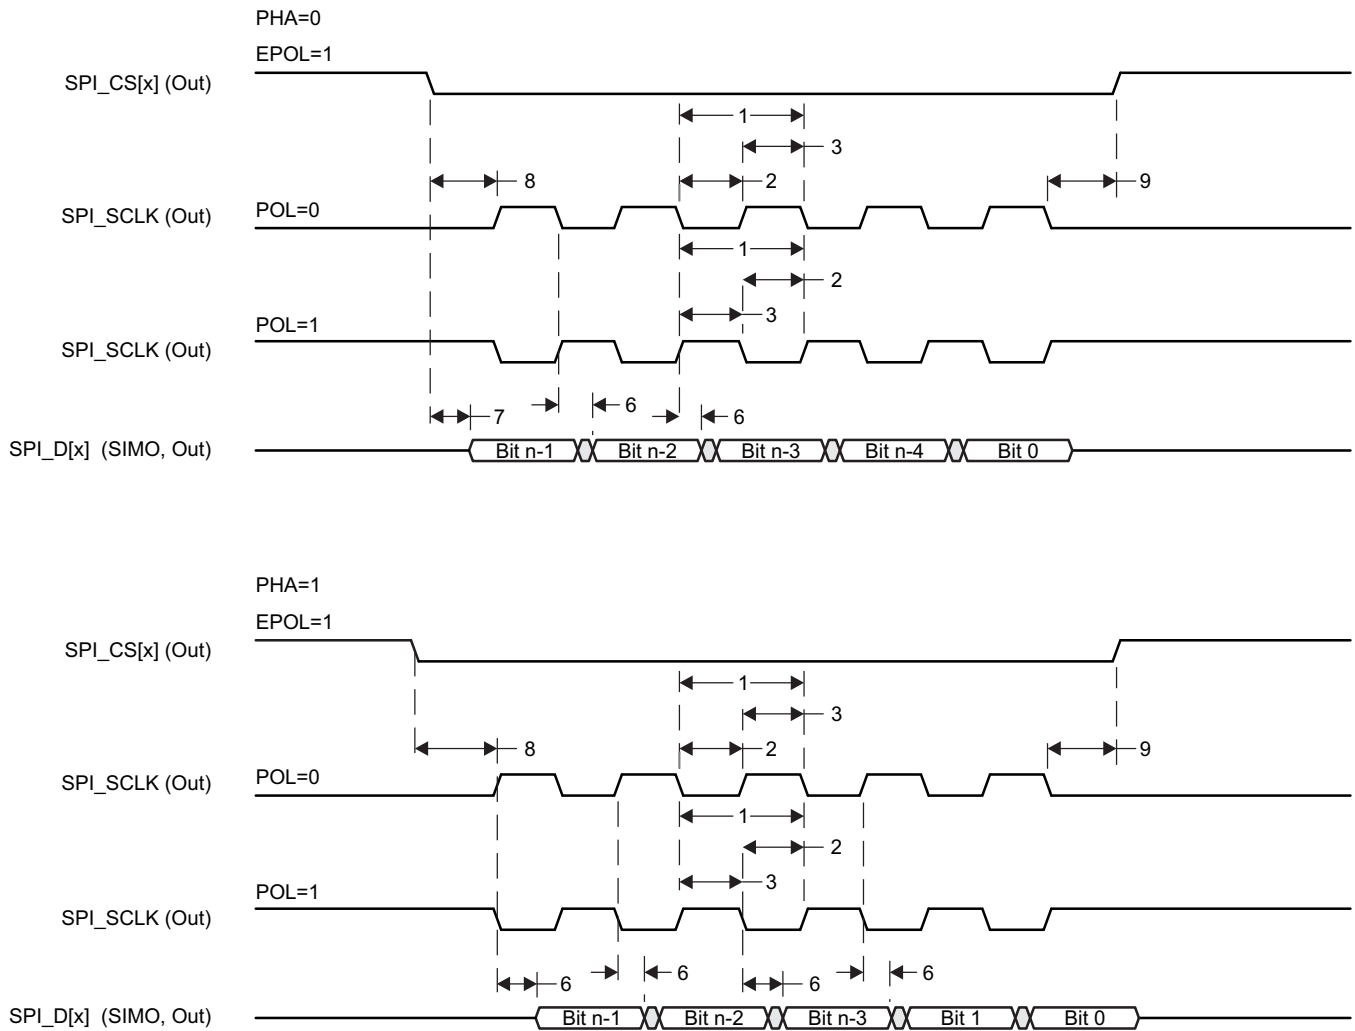 PHA=0
EPOL=1
SPI_CS[x] (Out)
1
3
8
2
9
SPI_SCLK (Out)
POL=0
1
2
3
POL=1
SPI_SCLK (Out)
7
6
6
SPI_D[x] (SIMO, Out)
Bit n-1
Bit n-2
Bit n-3
Bit n-4
Bit 0
PHA=1
EPOL=1
SPI_CS[x] (Out)
1
3
8
2
9
SPI_SCLK (Out)
POL=0
1
2
3
POL=1
SPI_SCLK (Out)
6
6
6
6
SPI_D[x] (SIMO, Out)
Bit n-1
Bit n-2
Bit n-3
Bit 1
Bit 0